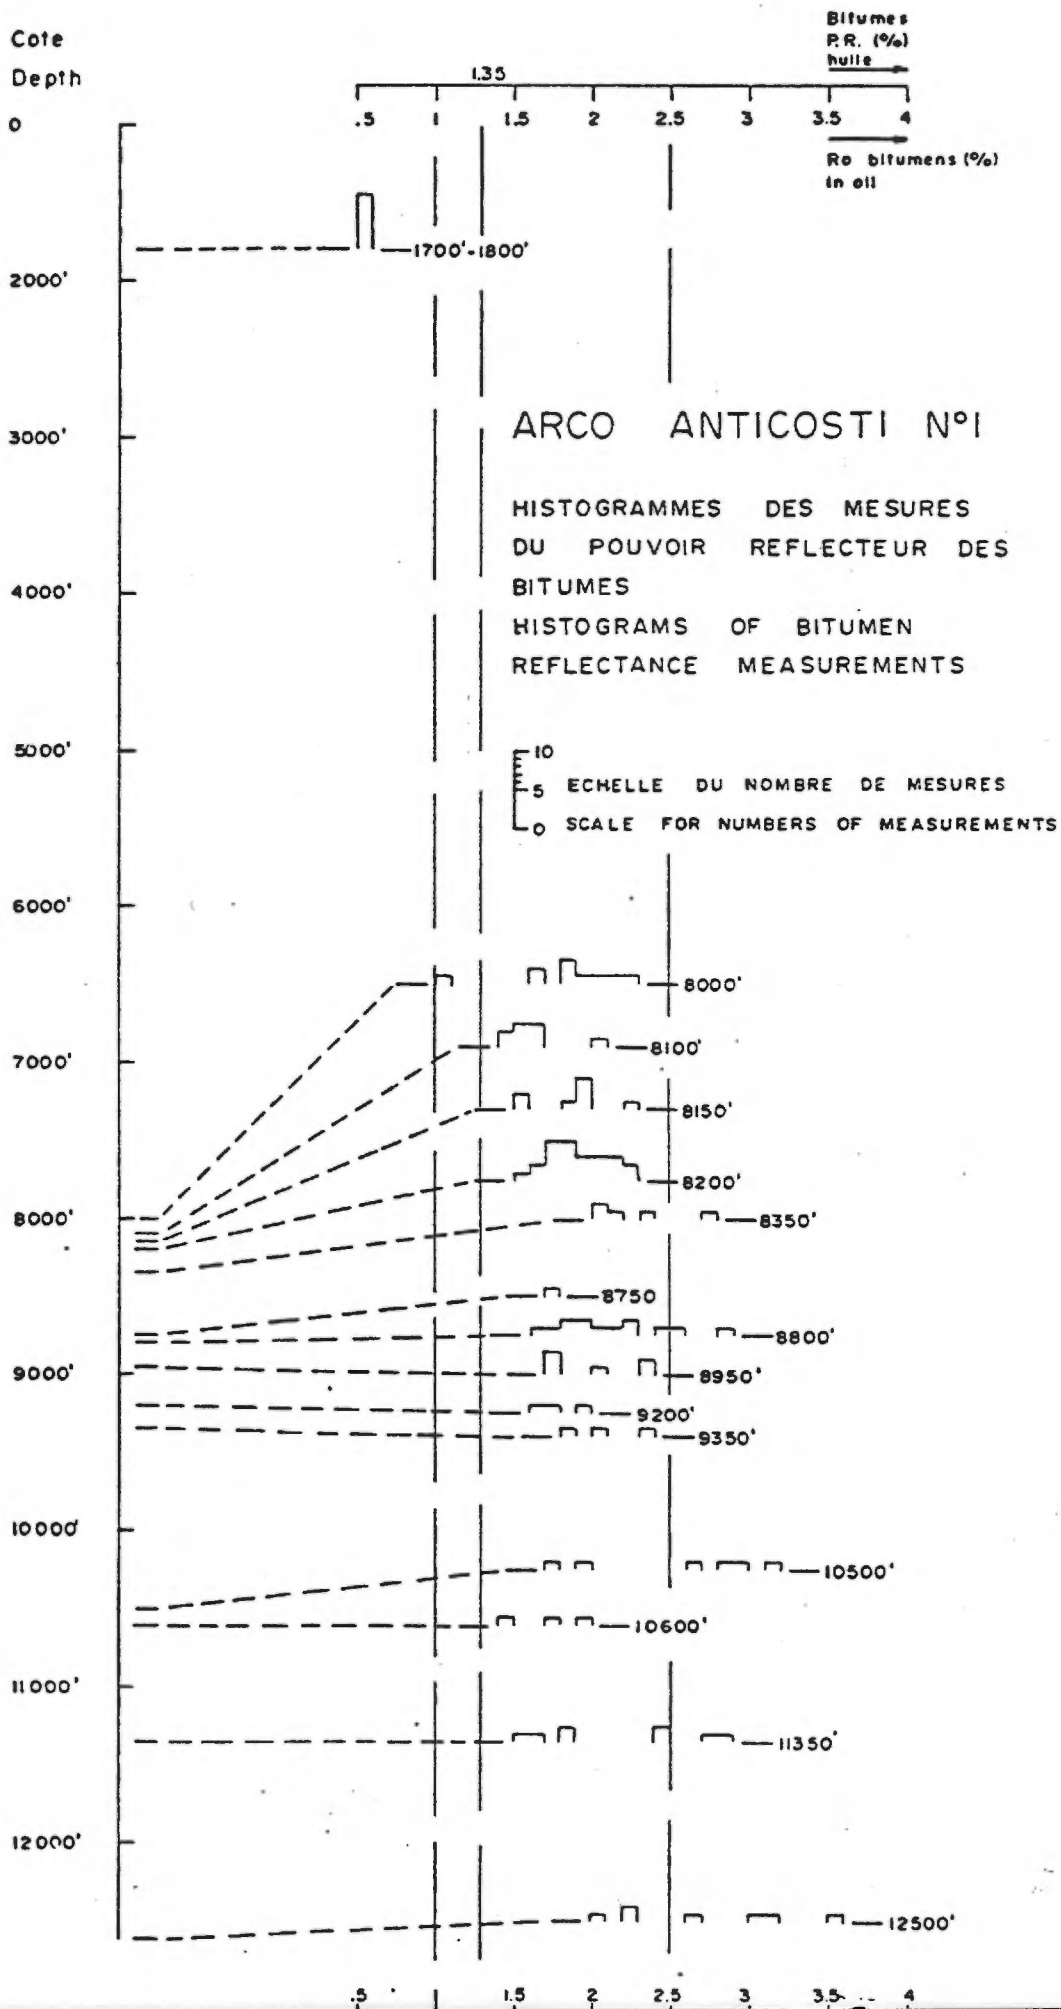 Cote
Depth
Bitumes
P.R. (%)
huile
1.35
.5 1 1.5 2 2.5 3 3.5 4
Ro bitumens (%)
in oil
0
1700'-1800'
2000'
ARCO ANTICOSTI N°1
3000'
HISTOGRAMMES DES MESURES
DU POUVOIR REFLECTEUR DES
BITUMES
HISTOGRAMS OF BITUMEN
REFLECTANCE MEASUREMENTS
4000'
5000'
10
5 ECHELLE DU NOMBRE DE MESURES
0 SCALE FOR NUMBERS OF MEASUREMENTS
6000'
8000'
8100'
7000'
8150'
8200'
8000'
8350'
8750
8800'
9000'
8950'
9200'
9350'
10000'
10500'
10600'
11000'
11350'
12000'
12500'
.5 1.5 2 2.5 3 3.5 4